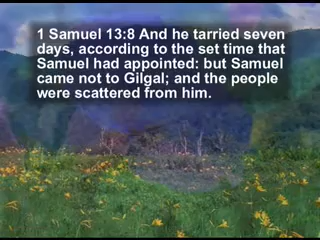 1 Samuel 13:8 And he tarried seven
days, according to the set time that
Samuel had appointed: but Samuel
came not to Gilgal; and the people
were scattered from him.